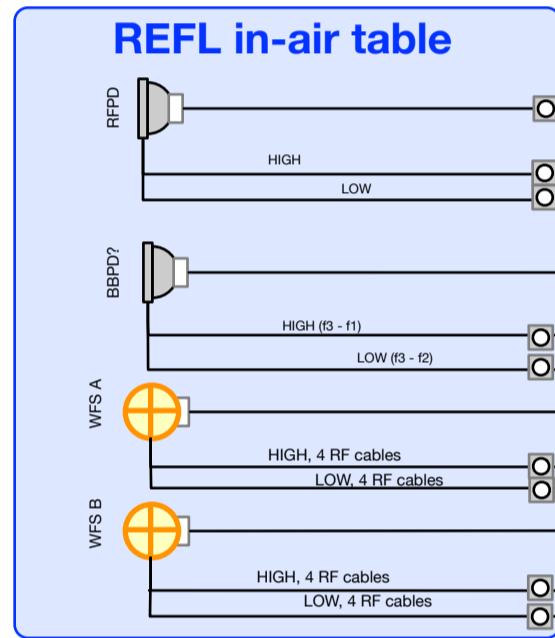 REFL in-air table
RFPD
HIGH
LOW
BBPD?
HIGH (f3 - f1)
LOW (f3 - f2)
WFS A
HIGH, 4 RF cables
LOW, 4 RF cables
WFS B
HIGH, 4 RF cables
LOW, 4 RF cables